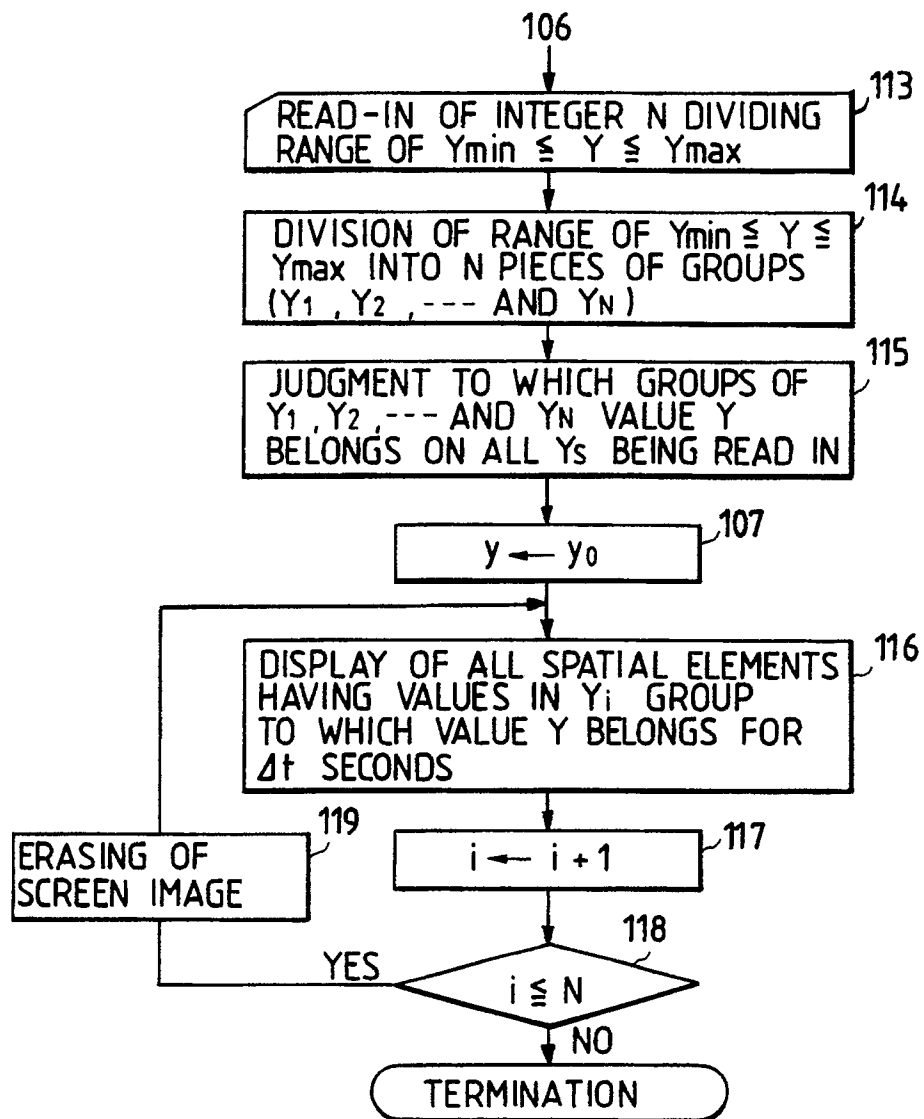 106
113
READ-IN OF INTEGER N DIVIDING
RANGE OF Ymin ≦ Y ≦ Ymax
114
DIVISION OF RANGE OF Ymin ≦ Y ≦
Ymax INTO N PIECES OF GROUPS
(Y1 , Y2 , --- AND YN)
115
JUDGMENT TO WHICH GROUPS OF
Y1 , Y2 , --- AND YN VALUE Y
BELONGS ON ALL Ys BEING READ IN
107
y ← y0
116
DISPLAY OF ALL SPATIAL ELEMENTS
HAVING VALUES IN Yi GROUP
TO WHICH VALUE Y BELONGS FOR
Δt SECONDS
117
i ← i + 1
119
ERASING OF
SCREEN IMAGE
118
i ≦ N
YES
NO
TERMINATION